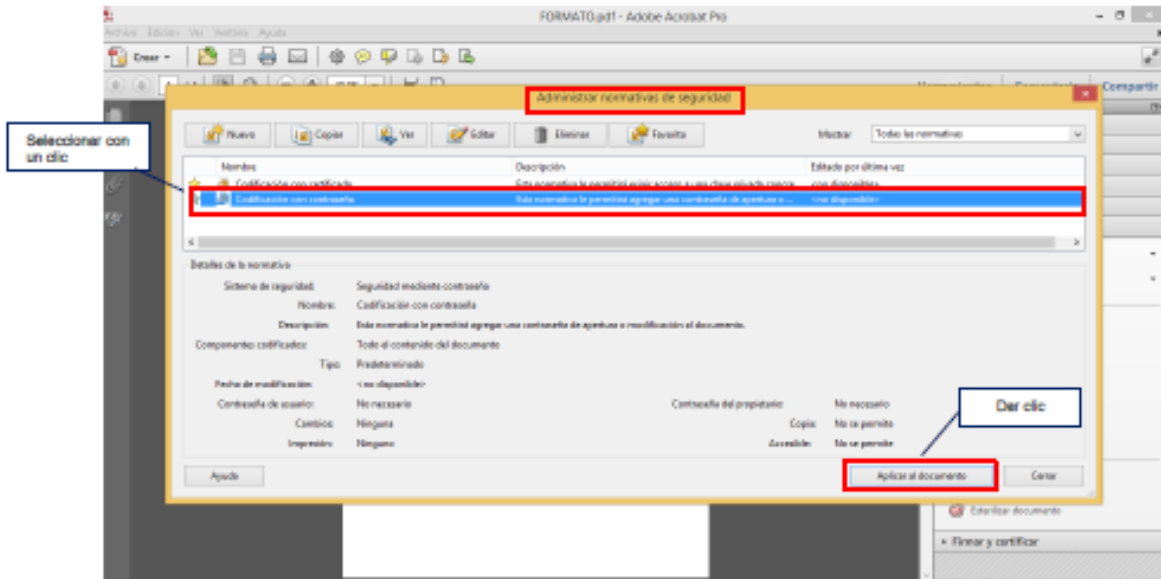 FORMATO.pdf - Adobe Acrobat Pro
Archivo Edición Ver Ventana Ayuda
Crear
Compartir
Administrar normativas de seguridad
Seleccionar con
un clic
Nuevo Copiar Ver Editar Eliminar Favorita Mostrar Todas las normativas
Nombre Descripción Editado por última vez
Codificación con certificado
Codificación con contraseña Esta normativa le permitirá agregar una contraseña de apertura o ... <no disponible>
Detalles de la normativa
Sistema de seguridad: Seguridad mediante contraseña
Nombre: Codificación con contraseña
Descripción: Esta normativa le permitirá agregar una contraseña de apertura o modificación al documento.
Componentes codificados: Todo el contenido del documento
Tipo: Predeterminado
Fecha de modificación: <no disponible>
Contraseña de usuario: No necesario Contraseña del propietario: No necesario
Cambios: Ninguna Copia: No se permite
Impresión: Ninguno Accesible: No se permite
Dar clic
Ayuda Aplicar al documento Cerrar
Esterilizar documento
Firmar y certificar